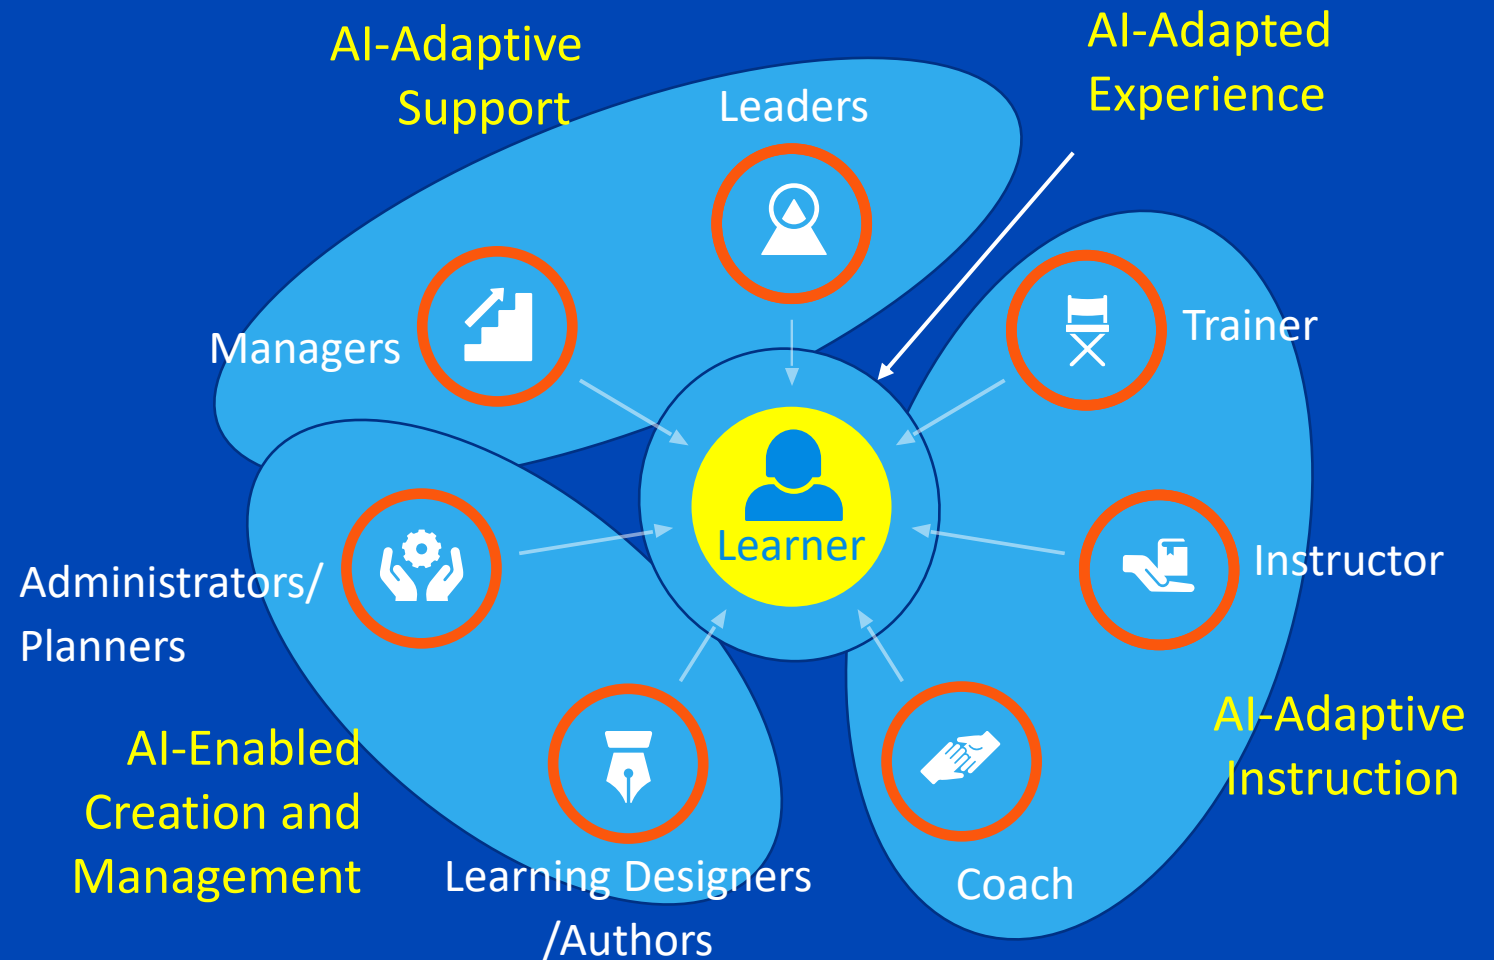 AI-Adaptive
Support
AI-Adapted
Experience
Leaders
Managers
Trainer
Learner
Instructor
Administrators/
Planners
AI-Adaptive
Instruction
AI-Enabled
Creation and
Management
Learning Designers
/Authors
Coach